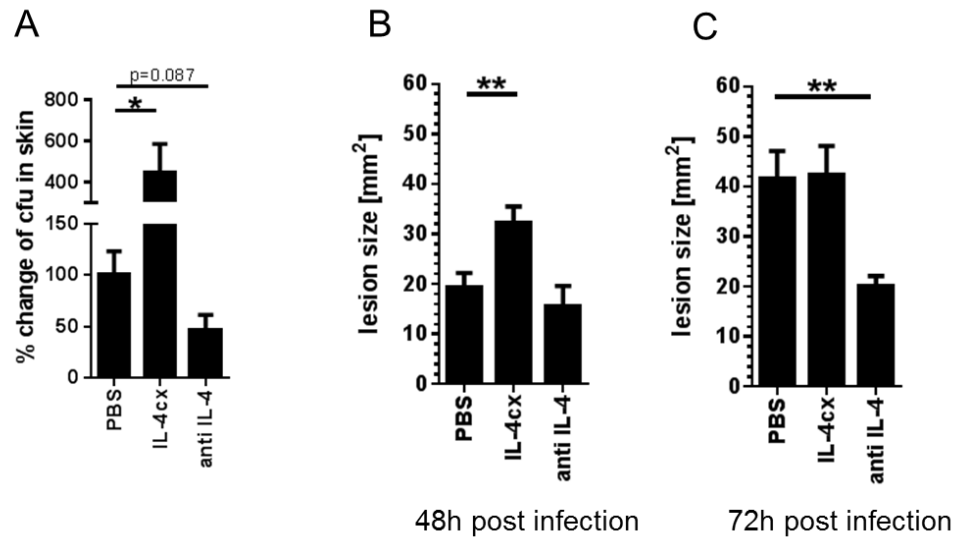 A
p=0.087
*
% change of cfu in skin
800
600
400
150
100
50
0
PBS
IL-4cx
anti IL-4
B
**
lesion size [mm²]
60
50
40
30
20
10
0
PBS
IL-4cx
anti IL-4
48h post infection
C
**
lesion size [mm²]
60
50
40
30
20
10
0
PBS
IL-4cx
anti IL-4
72h post infection